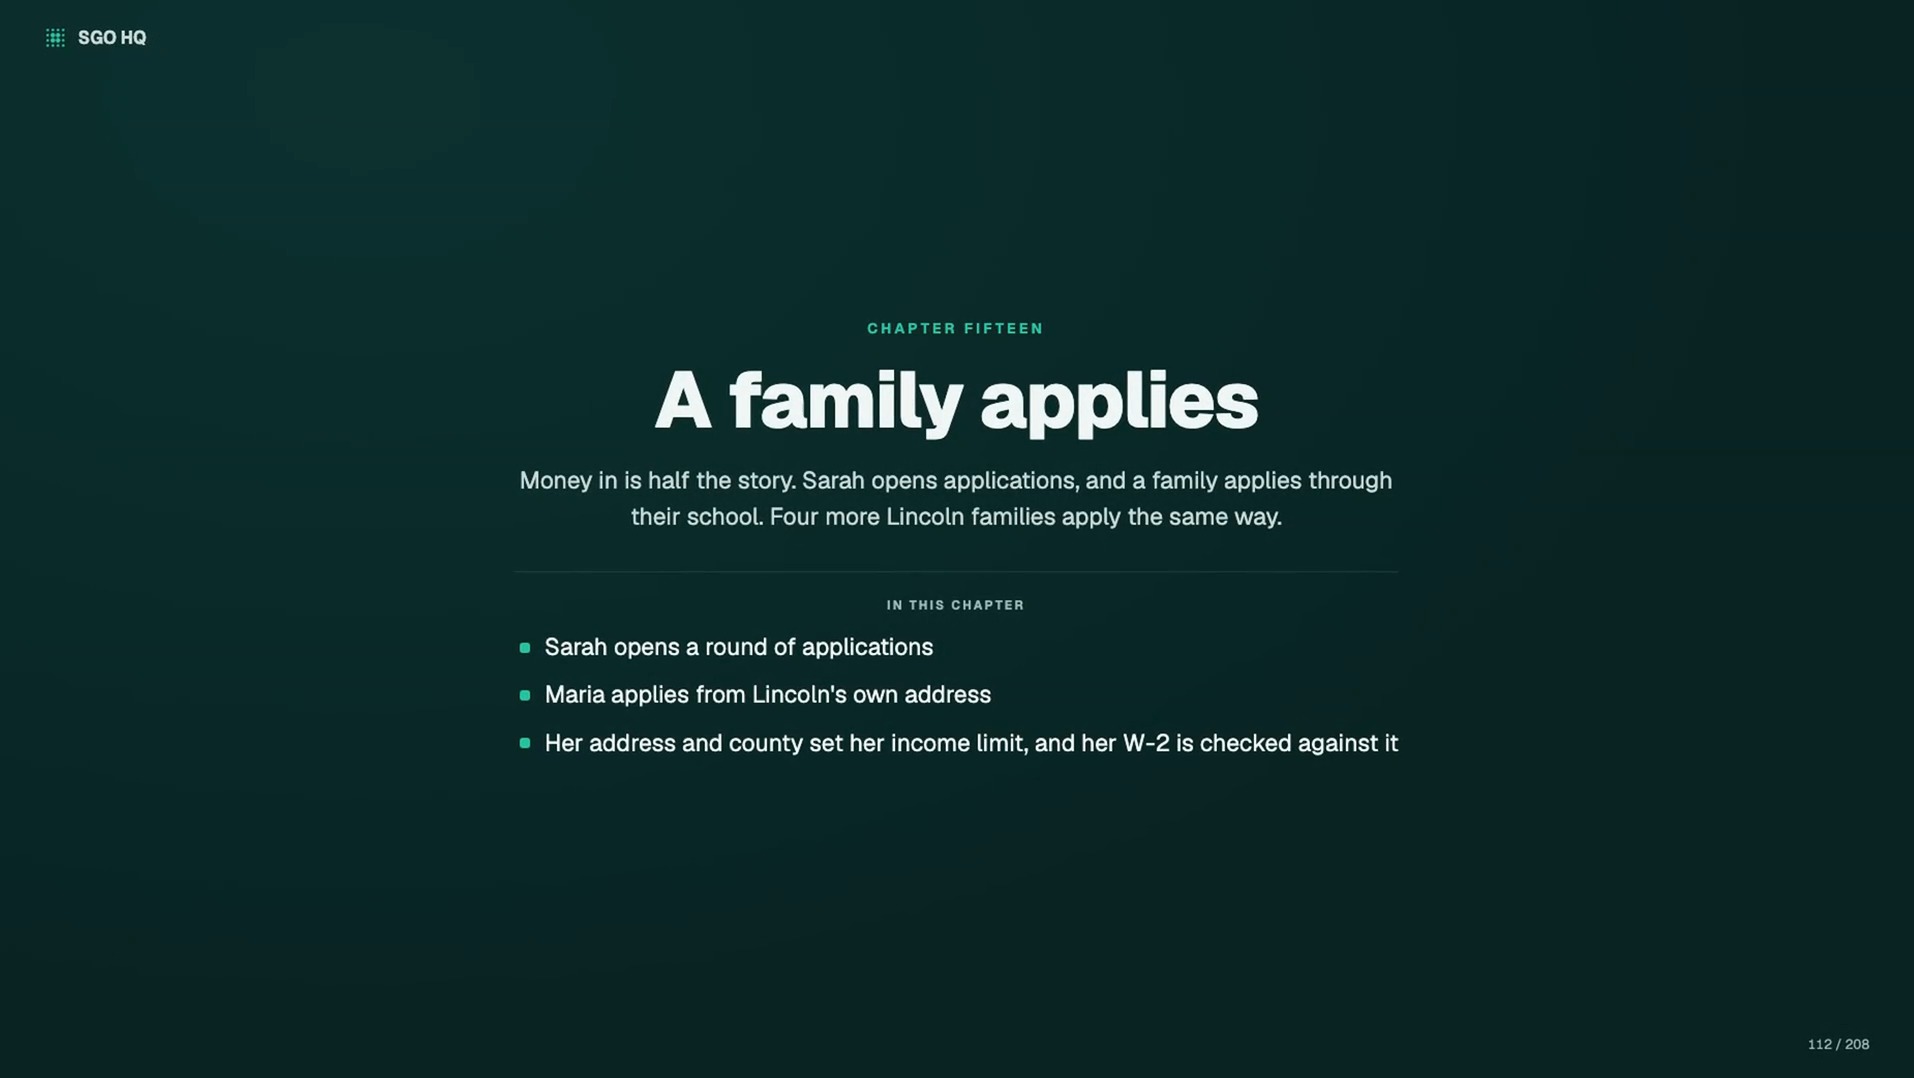 SGO HQ
CHAPTER FIFTEEN
A family applies
Money in is half the story. Sarah opens applications, and a family applies through
their school. Four more Lincoln families apply the same way.
IN THIS CHAPTER
Sarah opens a round of applications
Maria applies from Lincoln's own address
Her address and county set her income limit, and her W-2 is checked against it
112 / 208